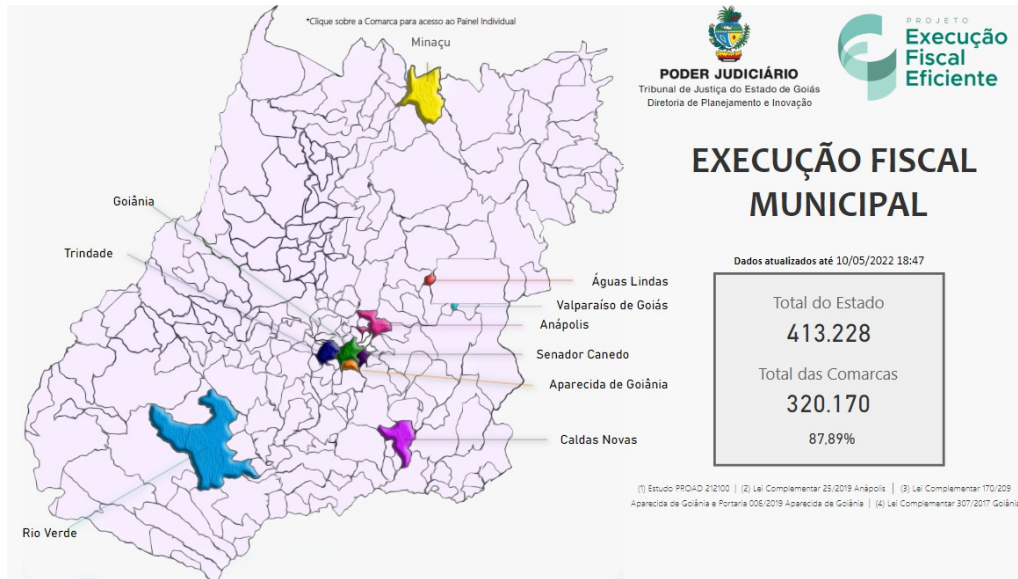 *Clique sobre a Comarca para acesso ao Painel Individual
Minaçu
Goiânia
Trindade
Águas Lindas
Valparaíso de Goiás
Anápolis
Senador Canedo
Aparecida de Goiânia
Caldas Novas
Rio Verde
PODER JUDICIÁRIO
Tribunal de Justiça do Estado de Goiás
Diretoria de Planejamento e Inovação
PROJETO
Execução
Fiscal
Eficiente
EXECUÇÃO FISCAL
MUNICIPAL
Dados atualizados até 10/05/2022 18:47
Total do Estado
413.228
Total das Comarcas
320.170
87,89%
(1) Estudo PROAD 212100 | (2) Lei Complementar 25/2019 Anápolis | (3) Lei Complementar 170/209
Aparecida de Goiânia e Portaria 006/2019 Aparecida de Goiânia | (4) Lei Complementar 307/2017 Goiânia